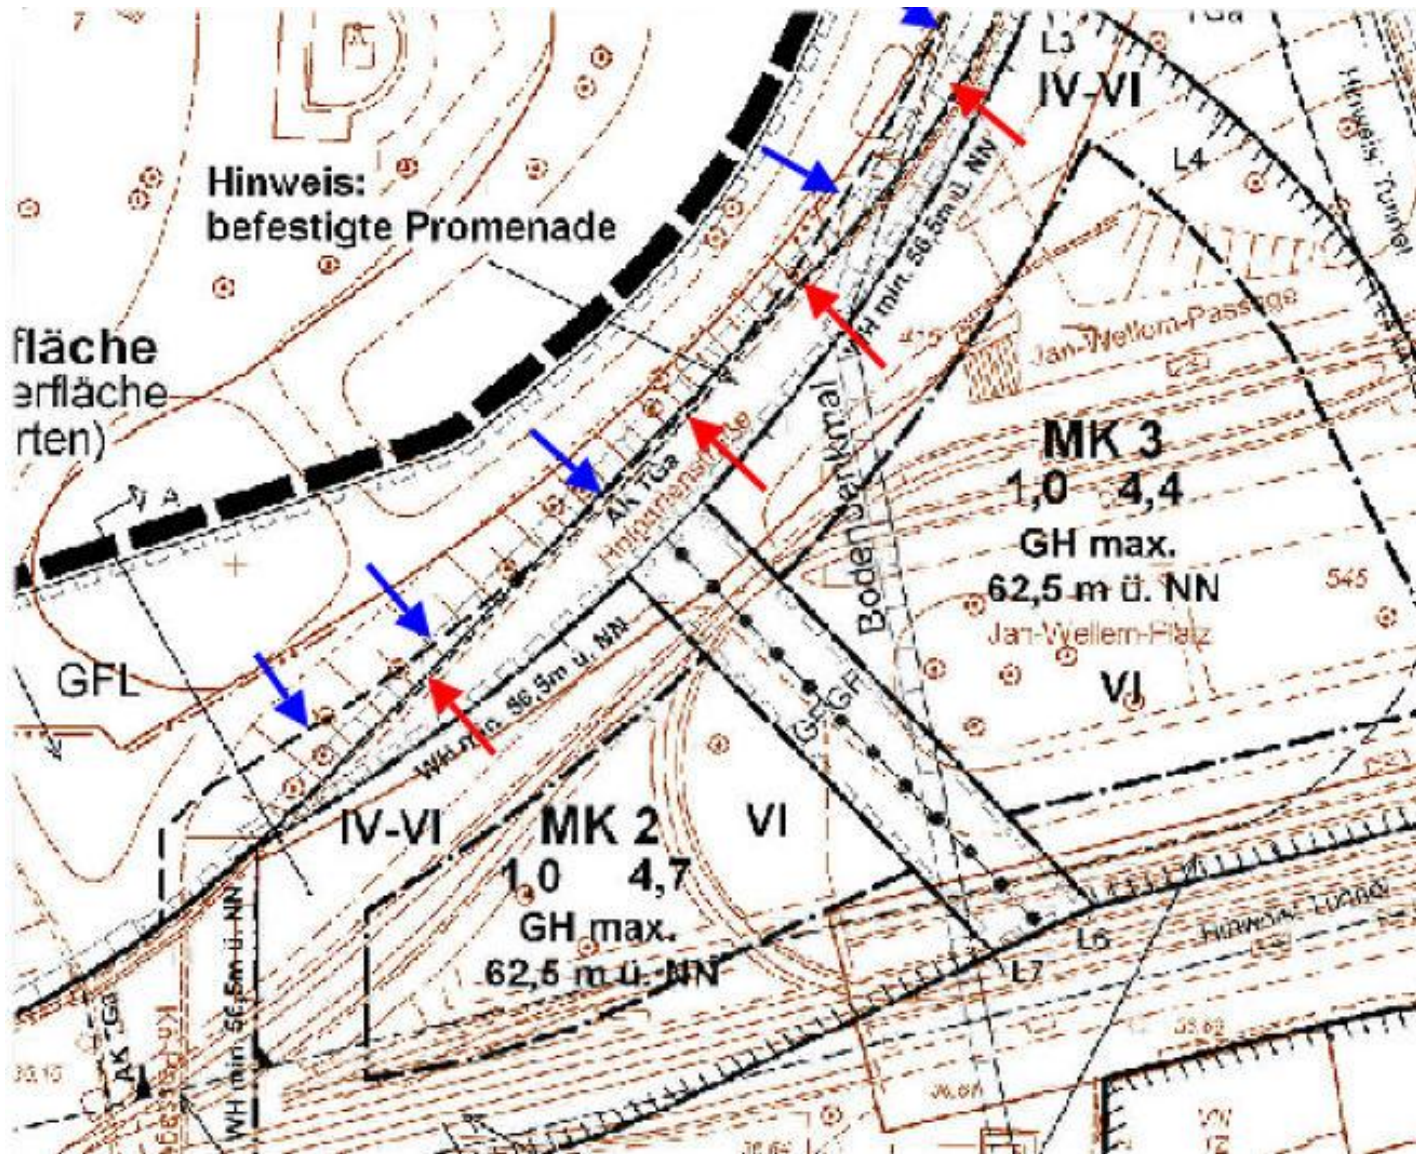 L3
IV-VI
L4
Hinweis: Tunnel
Hinweis:
befestigte Promenade
WH min. 56,5m ü. NN
fläche
erfläche
rten)
Jan-Wellem-Passage
MK 3
1,0 4,4
GH max.
62,5 m ü. NN
545
Jan-Wellem-Platz
VI
AK TGa
Bodendenkmal
A
GFL
GFL
GF
WH min. 56,5m ü. NN
IV-VI
MK 2
VI
1,0 4,7
GH max.
62,5 m ü. NN
L6
L7
Hinweis: Tunnel
WH min. 56,5m ü. NN
AK TGa